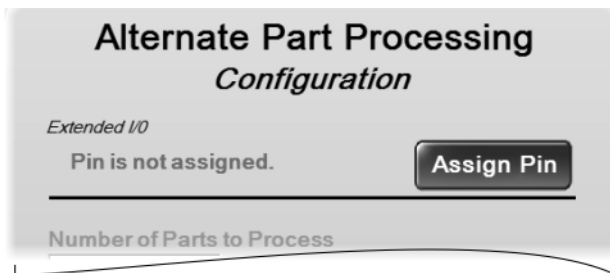 Alternate Part Processing
Configuration
Extended I/0
Pin is not assigned.
Assign Pin
Number of Parts to Process